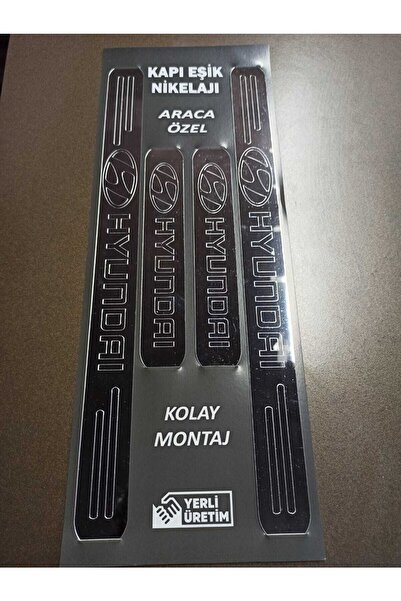 KAPI EŞİK
NİKELAJI
ARACA
ÖZEL
HYUNDAI
HYUNDAI
HYUNDAI
HYUNDAI
KOLAY
MONTAJ
YERLİ
ÜRETİM